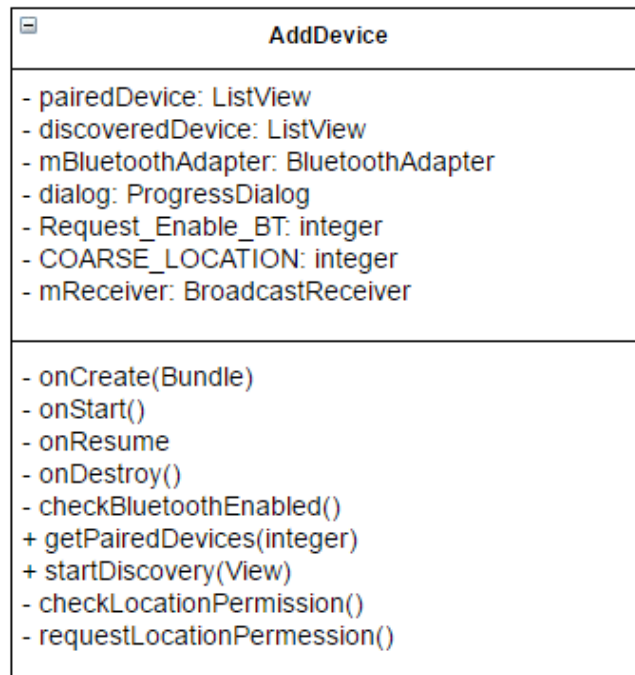 AddDevice
- pairedDevice: ListView
- discoveredDevice: ListView
- mBluetoothAdapter: BluetoothAdapter
- dialog: ProgressDialog
- Request_Enable_BT: integer
- COARSE_LOCATION: integer
- mReceiver: BroadcastReceiver
- onCreate(Bundle)
- onStart()
- onResume
- onDestroy()
- checkBluetoothEnabled()
+ getPairedDevices(integer)
+ startDiscovery(View)
- checkLocationPermission()
- requestLocationPermession()